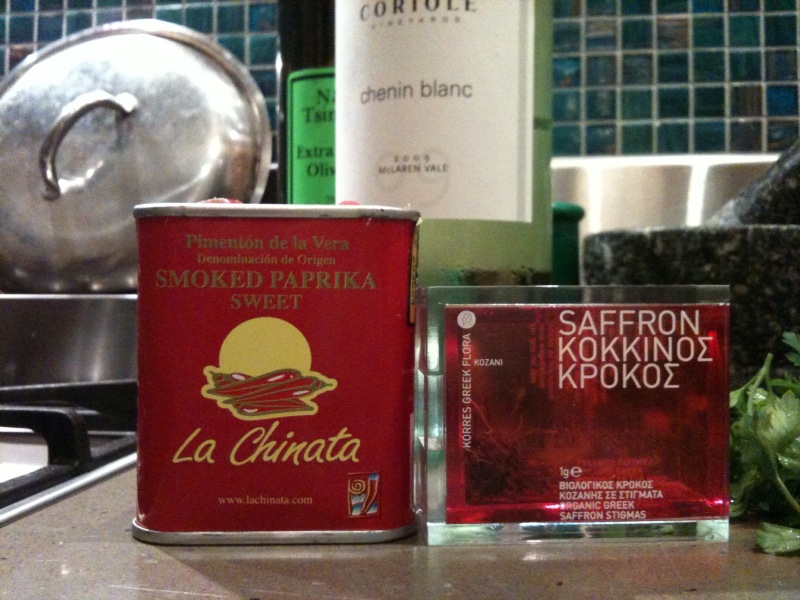 CORIOLE
VINEYARDS
chenin blanc
2009
McLAREN VALE
Extra
Pimentón de la Vera
Denominación de Origen
SMOKED PAPRIKA
SWEET
La Chinata
www.lachinata.com
KORRES GREEK FLORA
KOZANI
SAFFRON
ΚΟΚΚΙΝΟΣ
ΚΡΟΚΟΣ
1g e
ΒΙΟΛΟΓΙΚΟΣ ΚΡΟΚΟΣ
ΚΟΖΑΝΗΣ ΣΕ ΣΤΙΓΜΑΤΑ
ORGANIC GREEK
SAFFRON STIGMAS